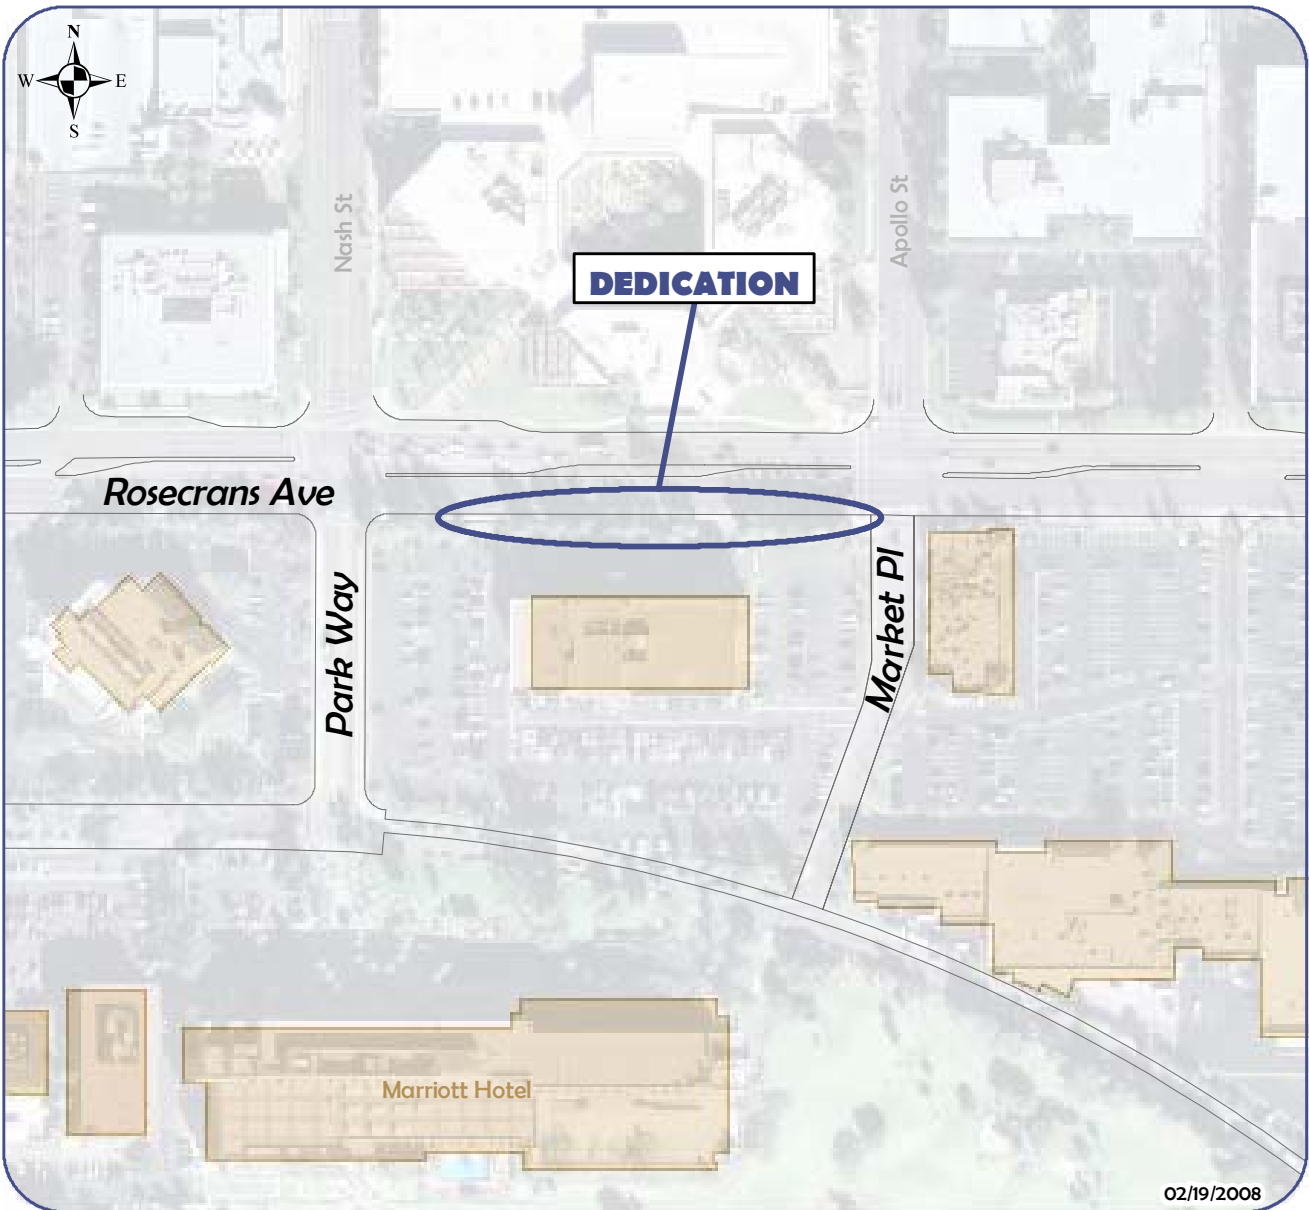 N
W E
S
Nash St
Apollo St
DEDICATION
Rosecrans Ave
Park Way
Market Pl
Marriott Hotel
02/19/2008